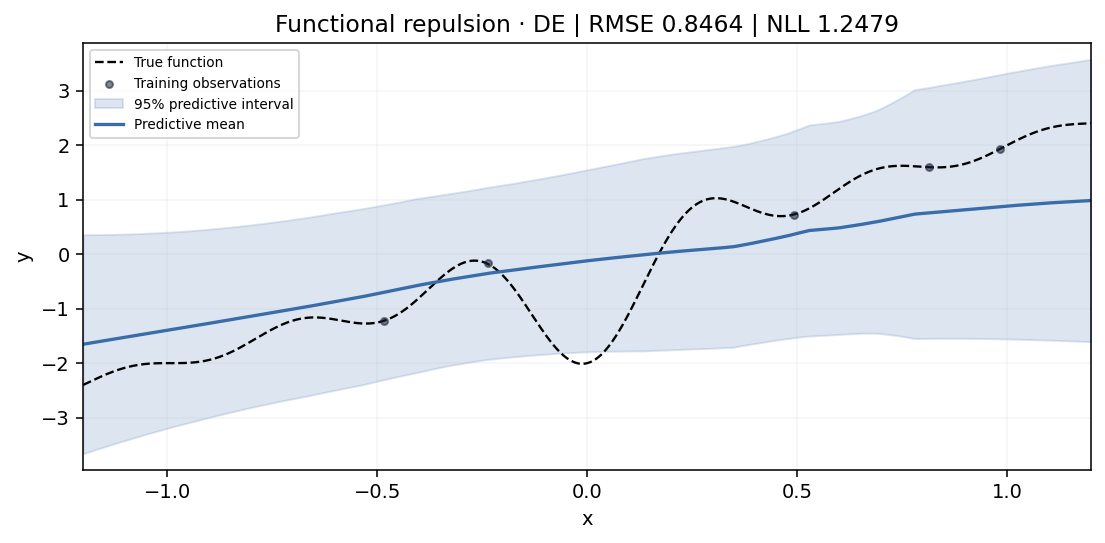 Functional repulsion · DE | RMSE 0.8464 | NLL 1.2479
True function
Training observations
95% predictive interval
Predictive mean
3
2
1
0
−1
−2
−3
y
−1.0
−0.5
0.0
0.5
1.0
x